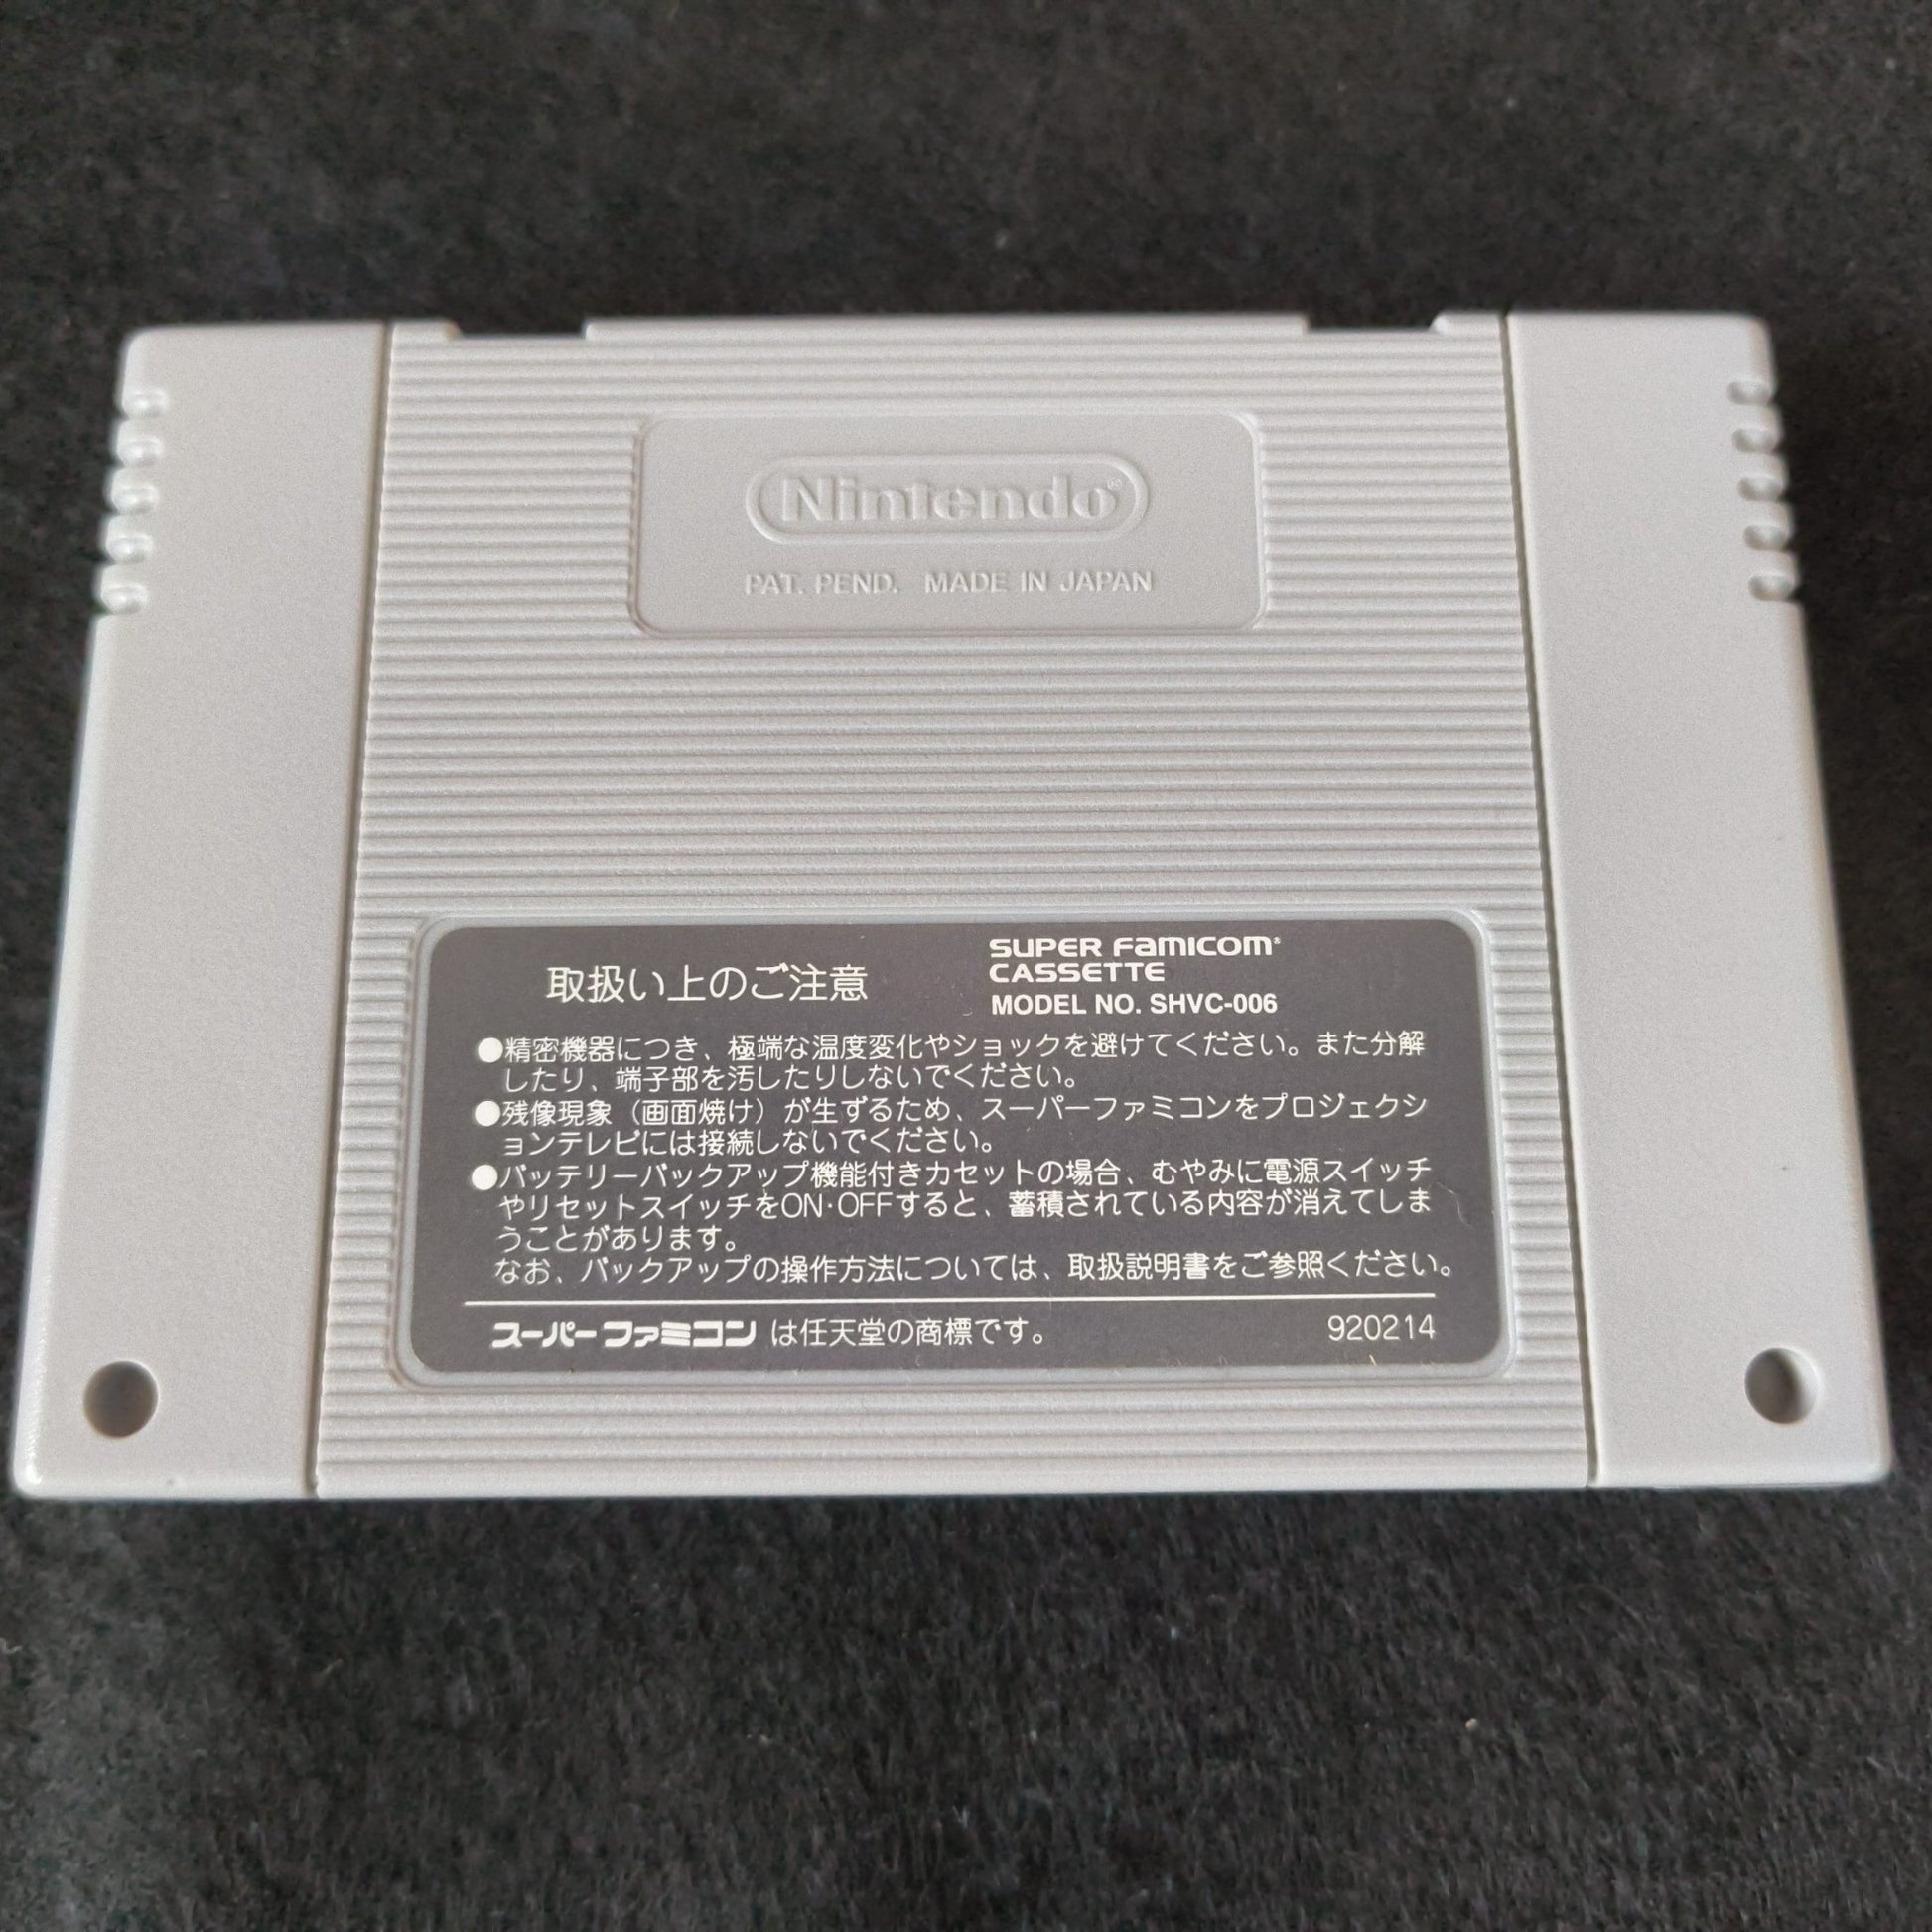 Nintendo®
PAT. PEND. MADE IN JAPAN
取扱い上のご注意
SUPER FAMICOM®
CASSETTE
MODEL NO. SHVC-006
●精密機器につき、極端な温度変化やショックを避けてください。また分解
したり、端子部を汚したりしないでください。
●残像現象（画面焼け）が生ずるため、スーパーファミコンをプロジェクシ
ョンテレビには接続しないでください。
●バッテリーバックアップ機能付きカセットの場合、むやみに電源スイッチ
やリセットスイッチをON·OFFすると、蓄積されている内容が消えてしま
うことがあります。
なお、バックアップの操作方法については、取扱説明書をご参照ください。
スーパーファミコン は任天堂の商標です。
920214